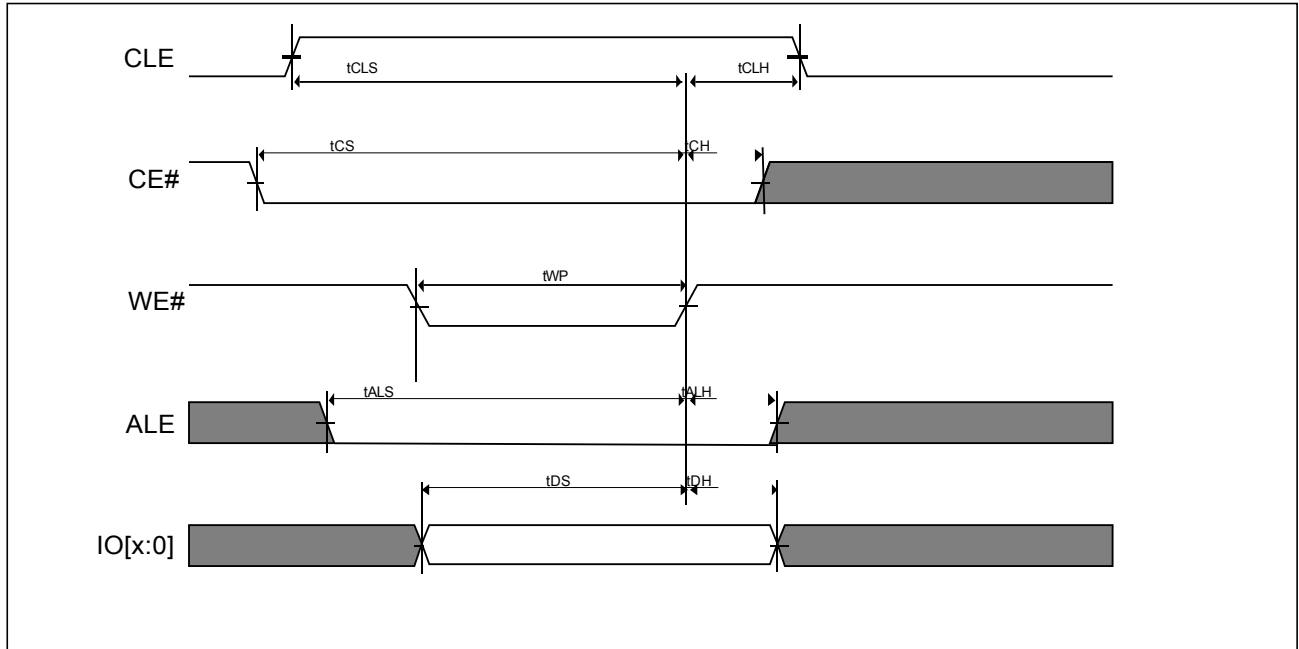 CLE
tCLS
tCLH
CE#
tCS
tCH
WE#
tWP
ALE
tALS
tALH
IO[x:0]
tDS
tDH